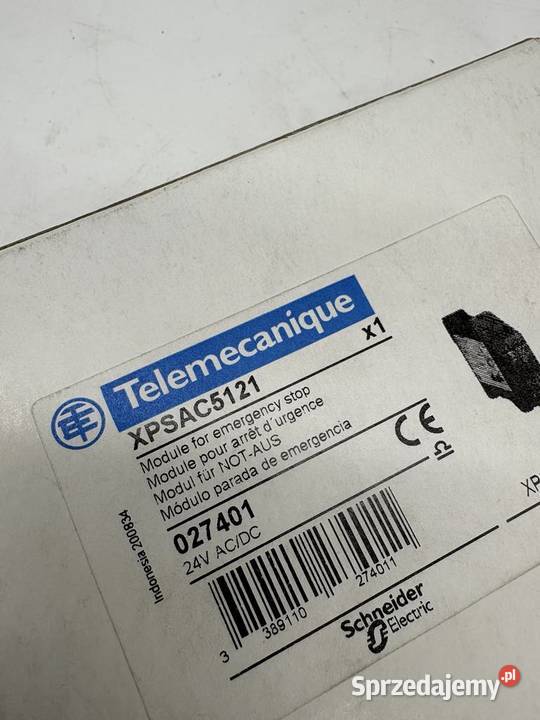 Telemecanique
XPSAC5121
x1
Module for emergency stop
Module pour arrêt d'urgence
Modul für NOT-AUS
Módulo parada de emergencia
CE
027401
24V AC/DC
Indonesia 200834
3 389110 274011
Schneider
Electric
XP
Sprzedajemy.pl